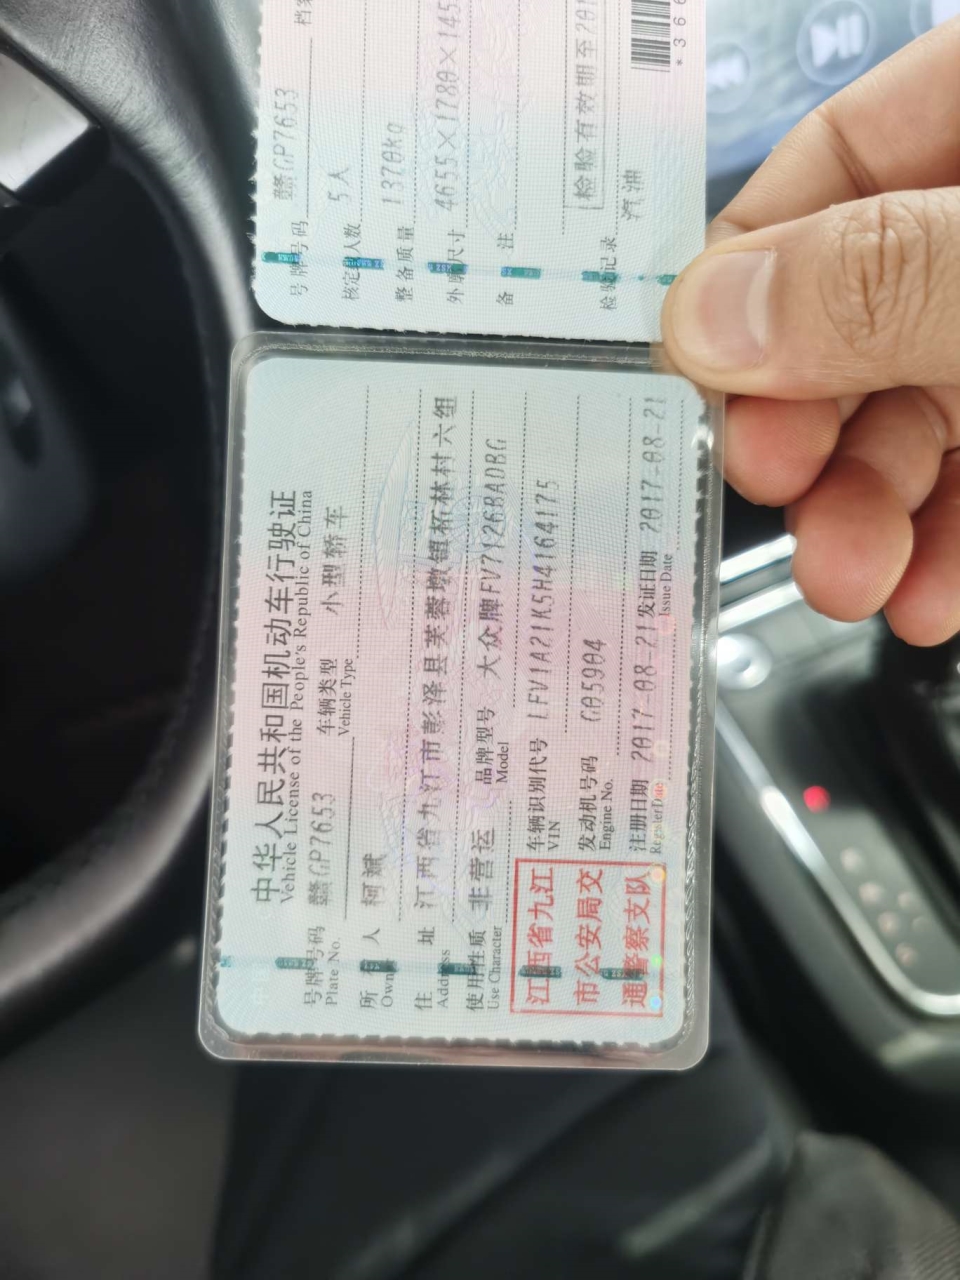 中华人民共和国机动车行驶证
Vehicle License of the People's Republic of China
号牌号码 赣GP7653 车辆类型 小型轿车
Plate No. Vehicle Type
所有人 柯斌
Owner
住址 江西省九江市彭泽县芙蓉墩镇柘林村六组
Address
使用性质 非营运 品牌型号 大众牌FV7126BADBG
Use Character Model
车辆识别代号 LFV1A21K5H4164175
VIN
发动机号码 G05904
Engine No.
注册日期 2017-08-21 发证日期 2017-08-21
RegisterDate Issue Date
江西省九江
市公安局交
通警察支队
号牌号码 赣GP7653 档
核定载人数 5人
整备质量 1370kg
外廓尺寸 4655×1780×145
备注
检验有效期至201
检验记录 汽油
*366